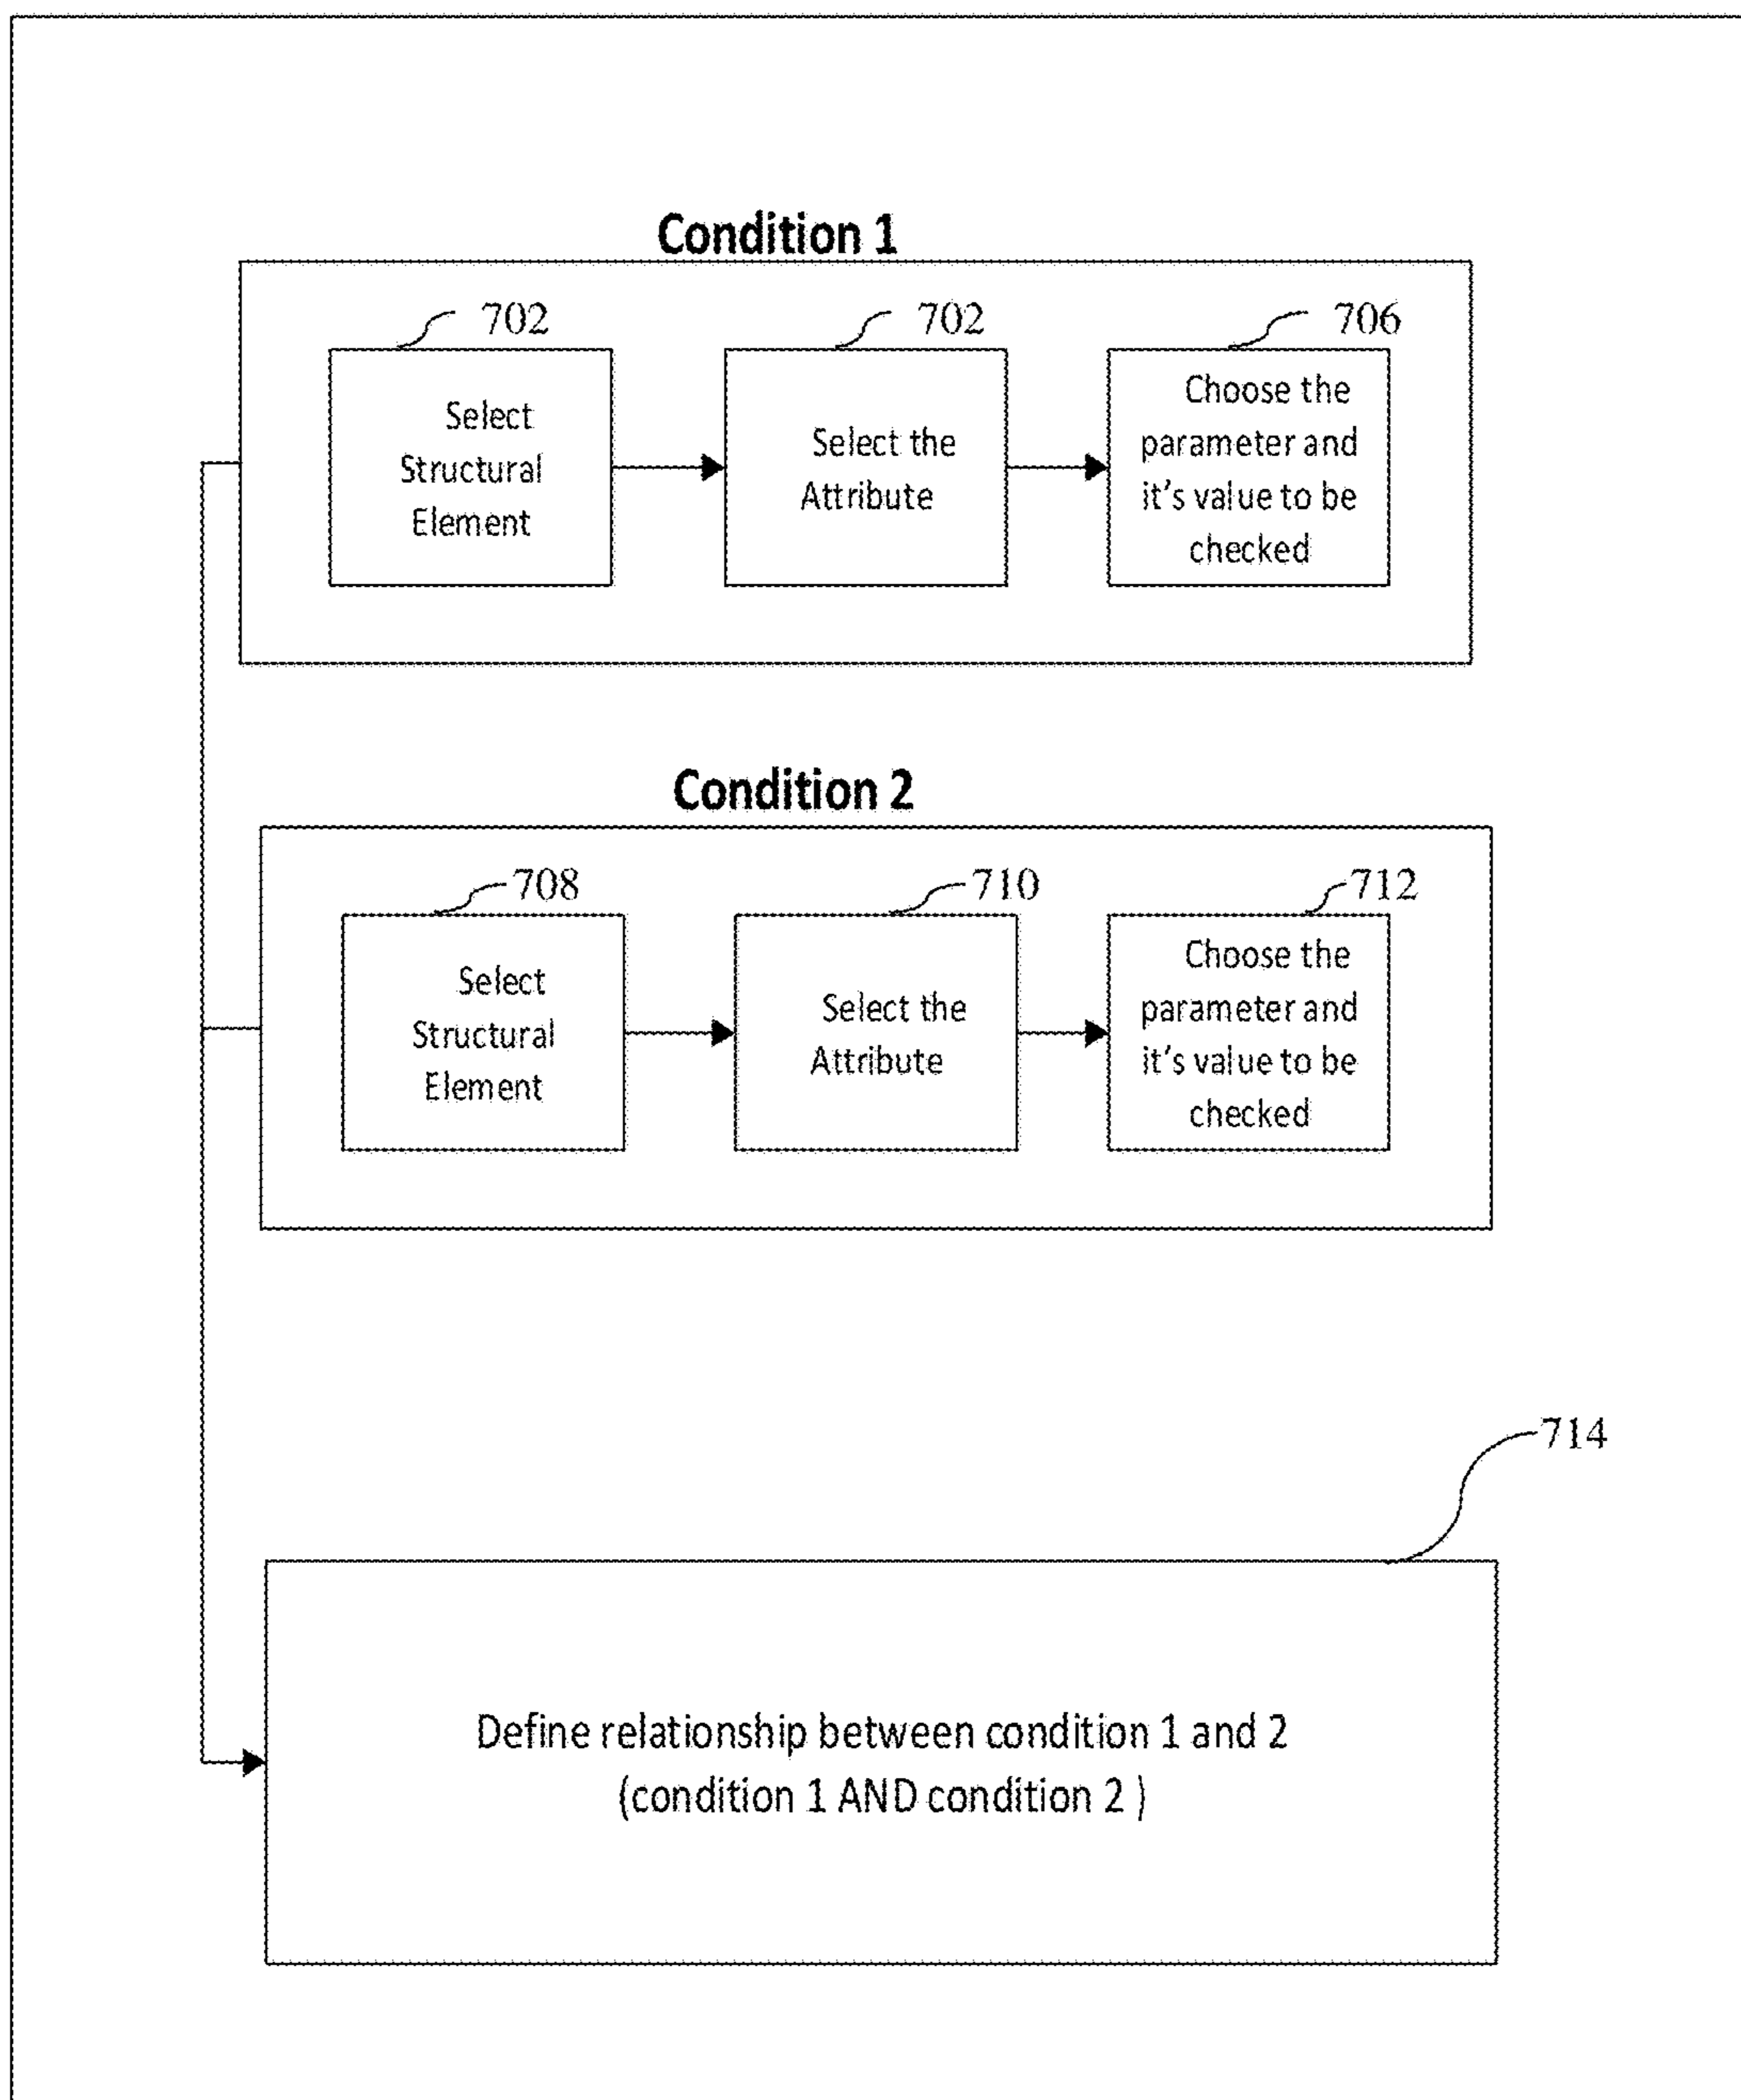 Condition 1
702
702
706
Select
Structural
Element
Select the
Attribute
Choose the
parameter and
it's value to be
checked
Condition 2
708
710
712
Select
Structural
Element
Select the
Attribute
Choose the
parameter and
it's value to be
checked
714
Define relationship between condition 1 and 2
(condition 1 AND condition 2 )